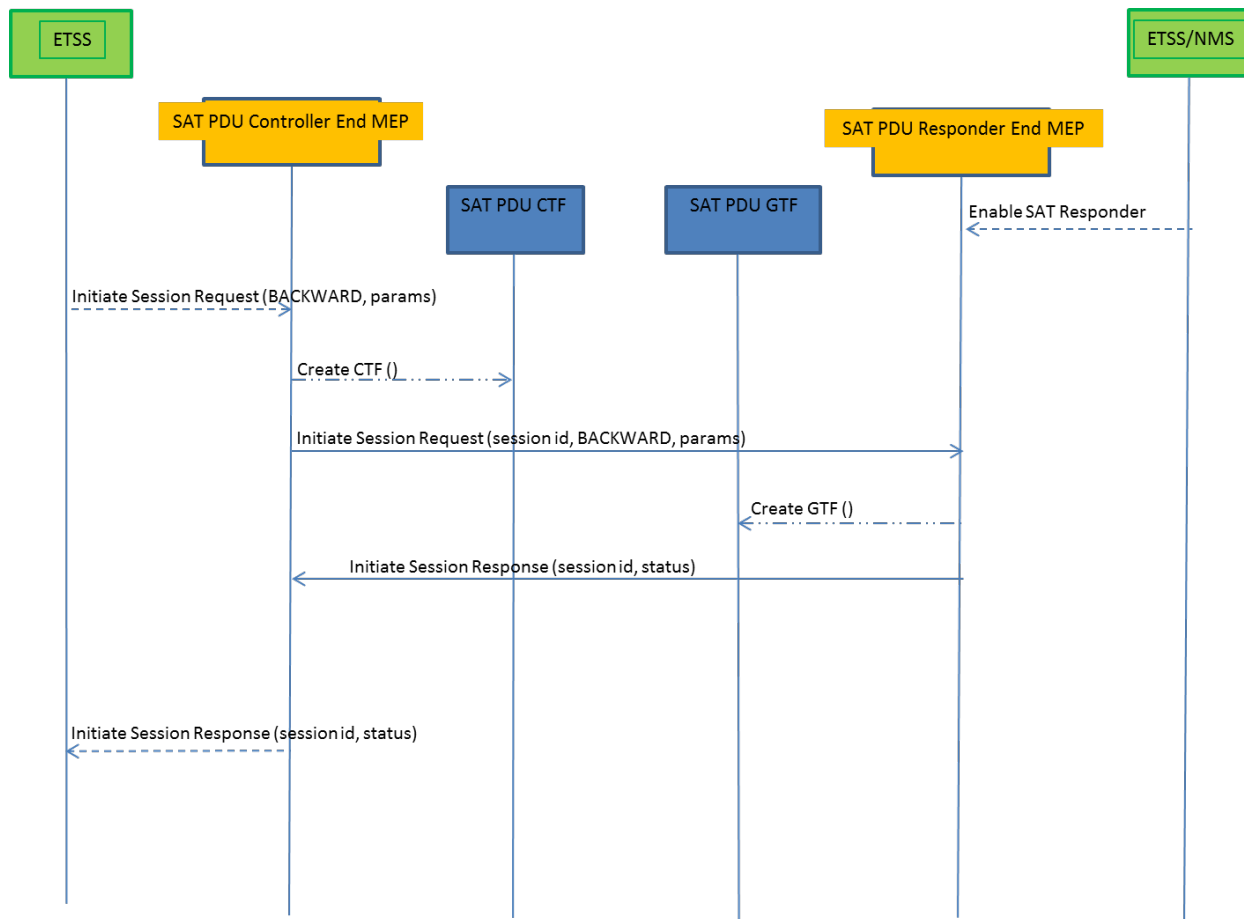 ETSS
ETSS/NMS
SAT PDU Controller End MEP
SAT PDU Responder End MEP
SAT PDU CTF
SAT PDU GTF
Enable SAT Responder
Initiate Session Request (BACKWARD, params)
Create CTF ()
Initiate Session Request (session id, BACKWARD, params)
Create GTF ()
Initiate Session Response (session id, status)
Initiate Session Response (session id, status)